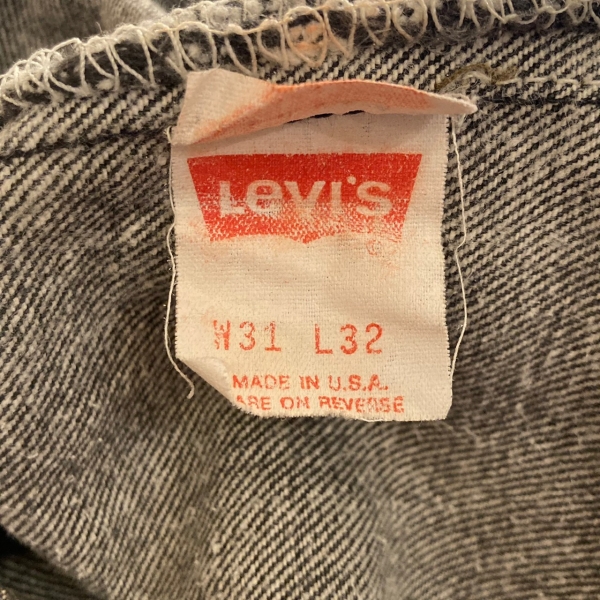 Levi's
W31 L32
MADE IN U.S.A.
ARE ON REVERSE